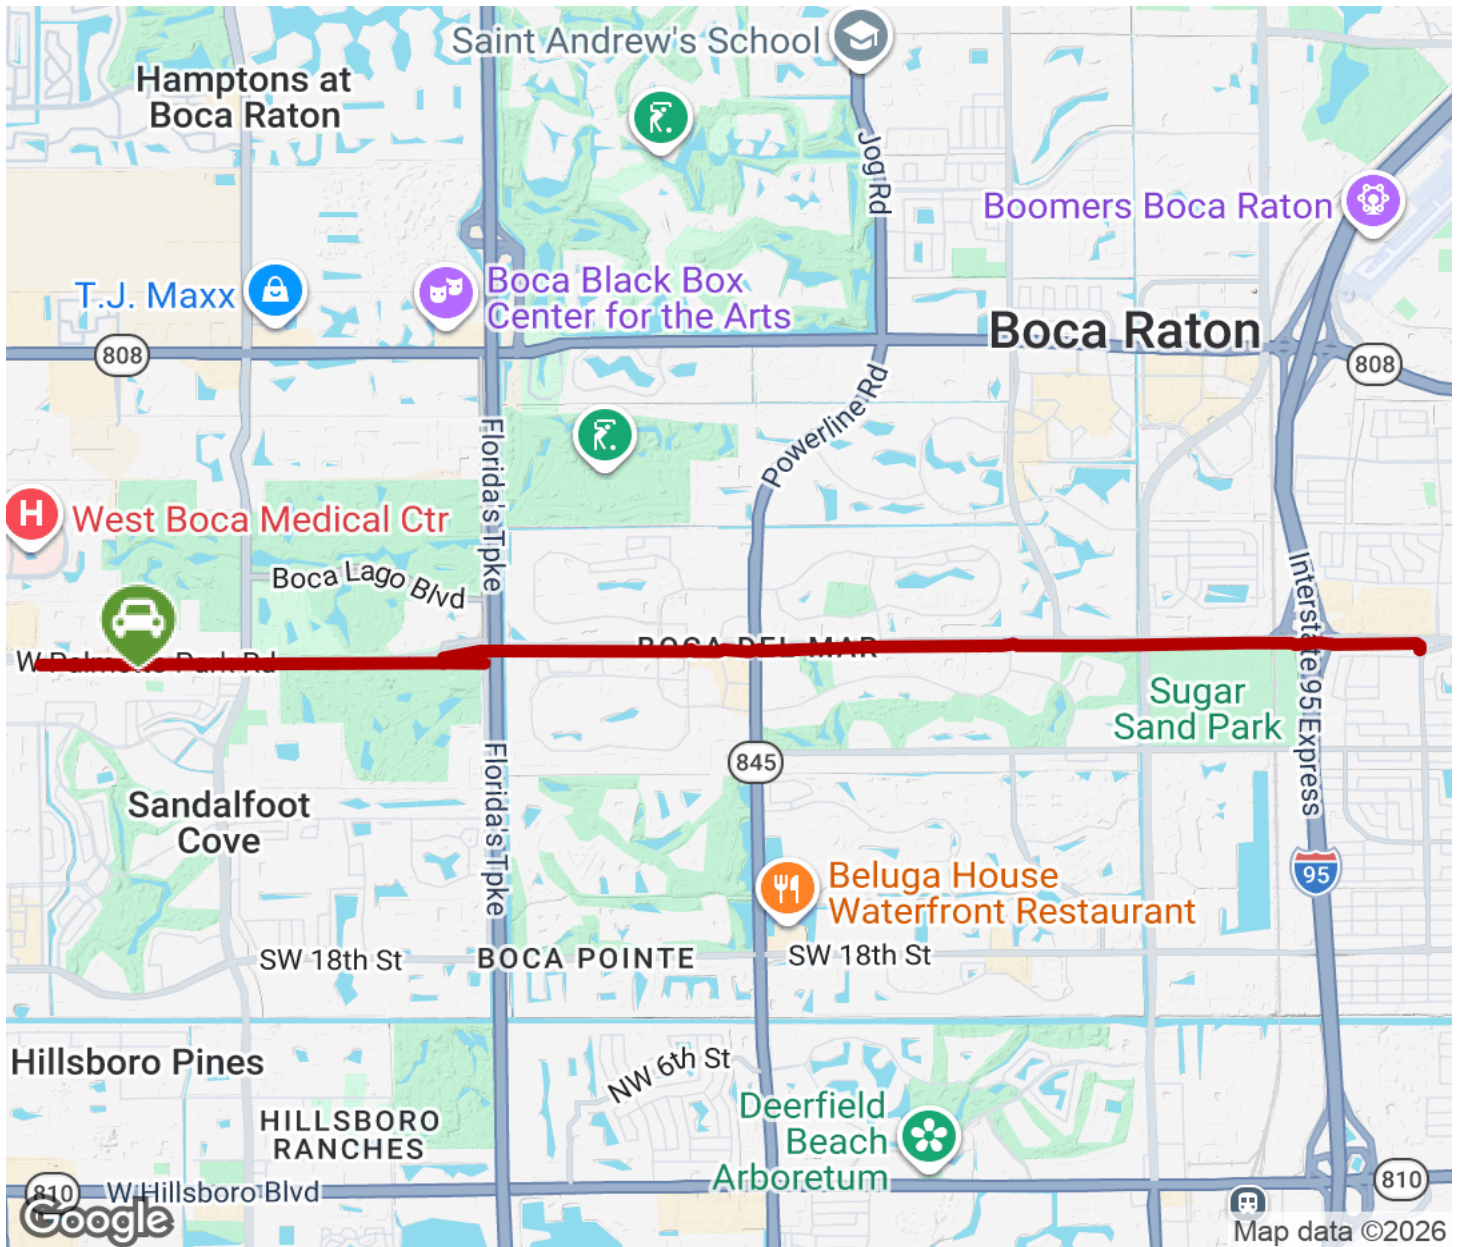 Saint Andrew's School
Hamptons at
Boca Raton
Jog Rd
Boomers Boca Raton
T.J. Maxx
Boca Black Box
Center for the Arts
Boca Raton
808
808
Powerline Rd
Florida's Tpke
H
West Boca Medical Ctr
Boca Lago Blvd
Interstate 95 Express
BOCA DEL MAR
W Palmetto Park Rd
Sugar
Sand Park
845
Florida's Tpke
Sandalfoot
Cove
95
Beluga House
Waterfront Restaurant
SW 18th St
BOCA POINTE
SW 18th St
Hillsboro Pines
NW 6th St
HILLSBORO
RANCHES
Deerfield
Beach
Arboretum
810
W Hillsboro Blvd
810
Google
Map data ©2026